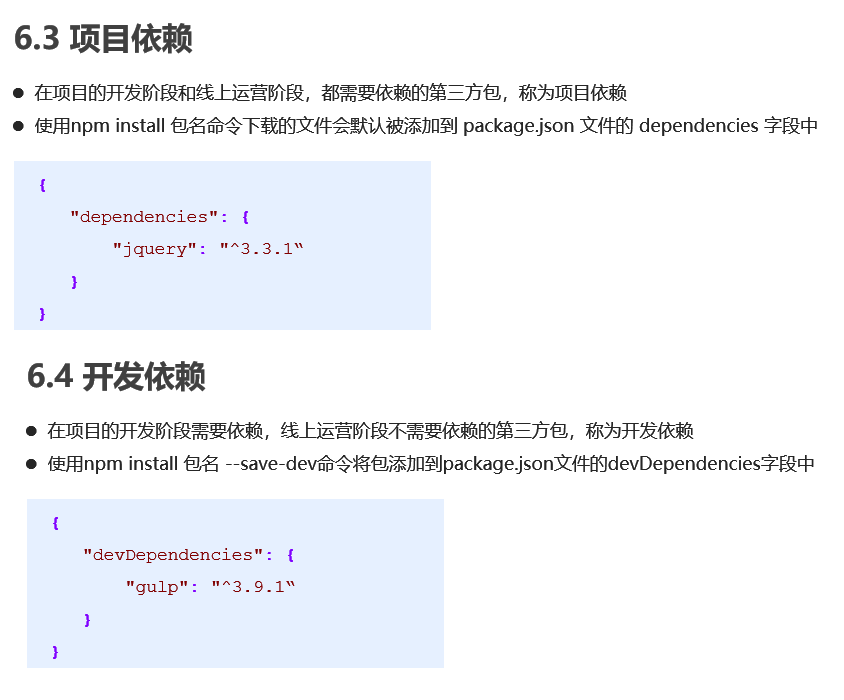 6.3 项目依赖
● 在项目的开发阶段和线上运营阶段，都需要依赖的第三方包，称为项目依赖
● 使用npm install 包名命令下载的文件会默认被添加到 package.json 文件的 dependencies 字段中
{
"dependencies": {
"jquery": "^3.3.1“
}
}
6.4 开发依赖
● 在项目的开发阶段需要依赖，线上运营阶段不需要依赖的第三方包，称为开发依赖
● 使用npm install 包名 --save-dev命令将包添加到package.json文件的devDependencies字段中
{
"devDependencies": {
"gulp": "^3.9.1“
}
}